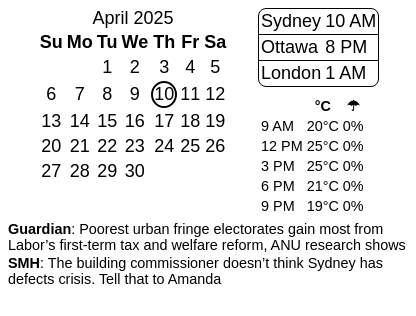 April 2025
Su Mo Tu We Th Fr Sa
1 2 3 4 5
6 7 8 9 10 11 12
13 14 15 16 17 18 19
20 21 22 23 24 25 26
27 28 29 30
Sydney 10 AM
Ottawa 8 PM
London 1 AM
°C ☂
9 AM 20°C 0%
12 PM 25°C 0%
3 PM 25°C 0%
6 PM 21°C 0%
9 PM 19°C 0%
Guardian: Poorest urban fringe electorates gain most from
Labor’s first-term tax and welfare reform, ANU research shows
SMH: The building commissioner doesn’t think Sydney has
defects crisis. Tell that to Amanda